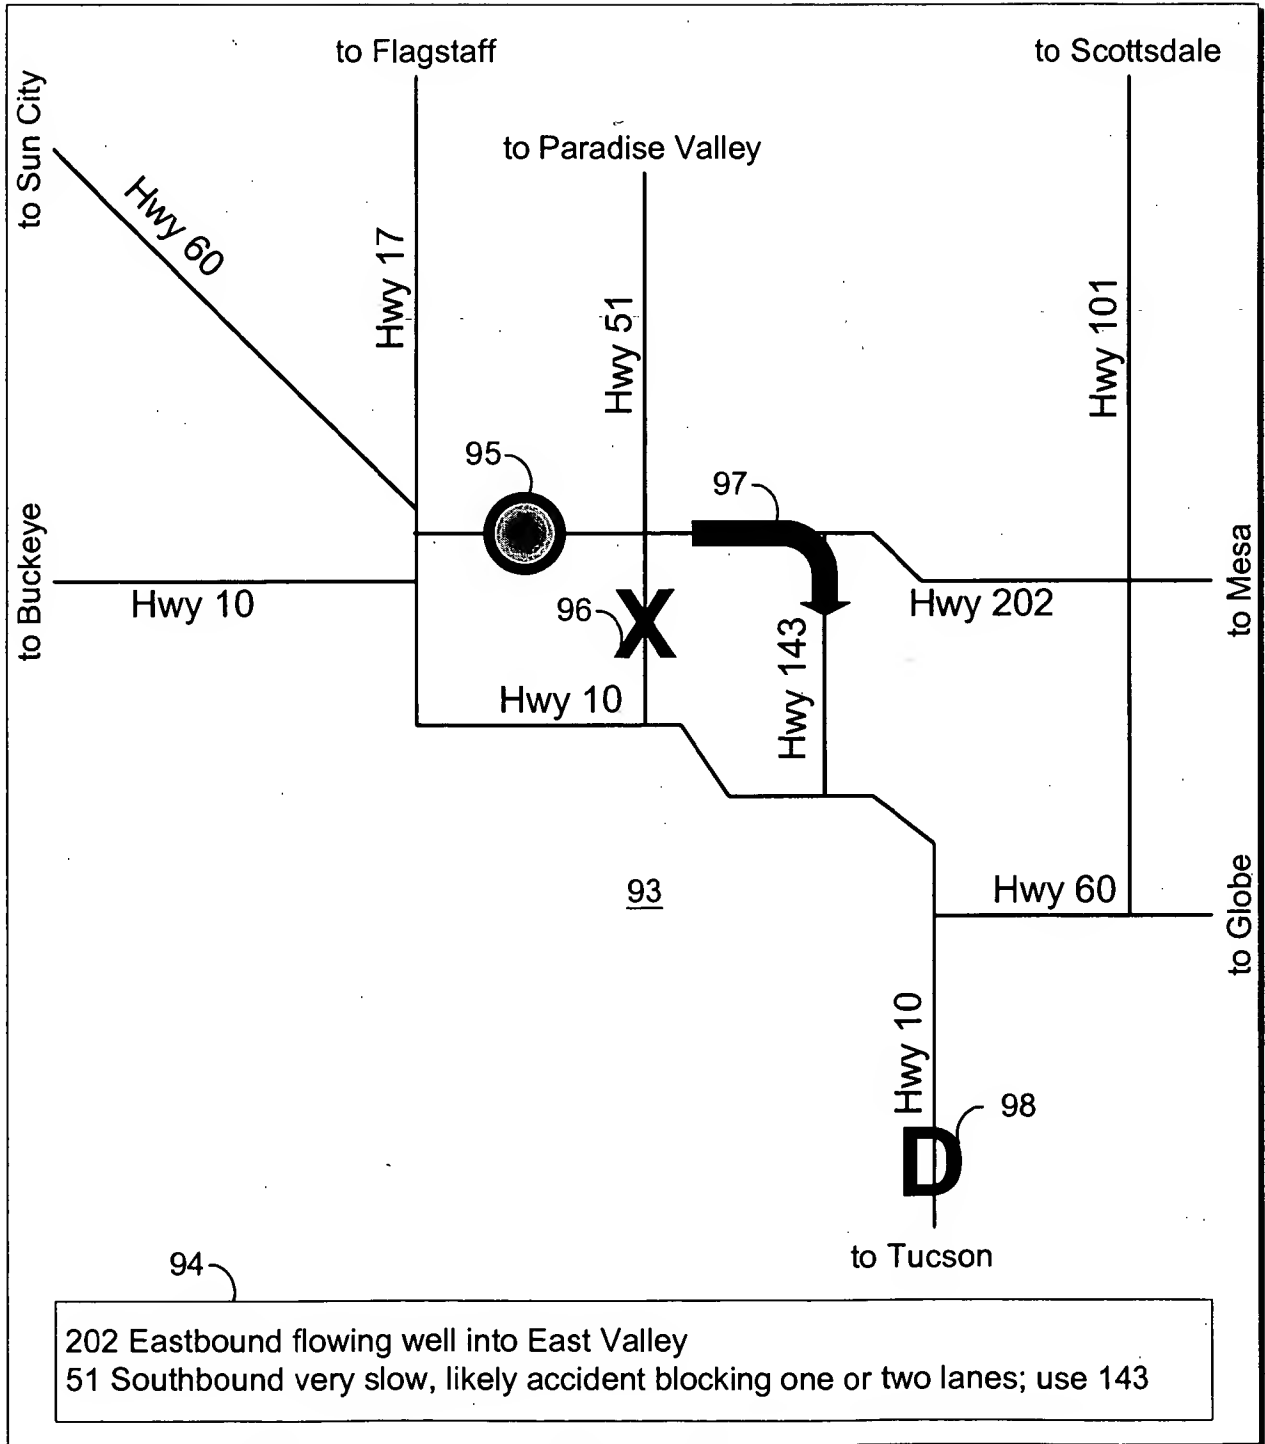 to Flagstaff
to Scottsdale
to Sun City
to Paradise Valley
Hwy 60
Hwy 17
Hwy 51
Hwy 101
95
97
to Buckeye
to Mesa
Hwy 10
96
Hwy 202
Hwy 143
Hwy 10
93
Hwy 60
to Globe
Hwy 10
98
D
to Tucson
94
202 Eastbound flowing well into East Valley
51 Southbound very slow, likely accident blocking one or two lanes; use 143
X